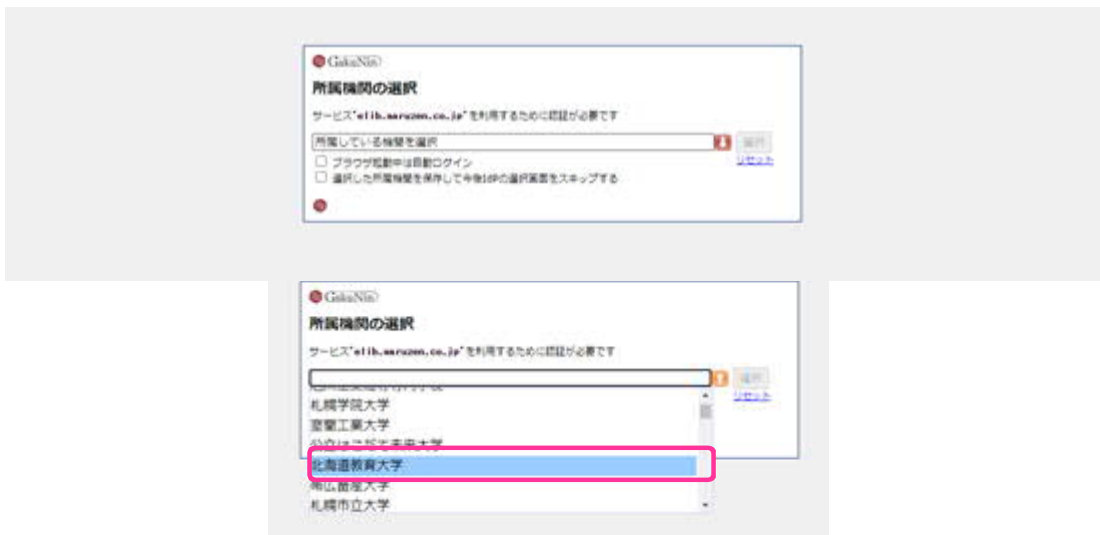 GakuNin
所属機関の選択
サービス"elib.maruzen.co.jp"を利用するために認証が必要です
所属している機関を選択
選択
リセット
ブラウザ起動中は自動ログイン
選択した所属機関を保存して今後IdPの選択画面をスキップする
GakuNin
所属機関の選択
サービス"elib.maruzen.co.jp"を利用するために認証が必要です
選択
リセット
札幌学院大学
室蘭工業大学
公立はこだて未来大学
北海道教育大学
帯広畜産大学
札幌市立大学